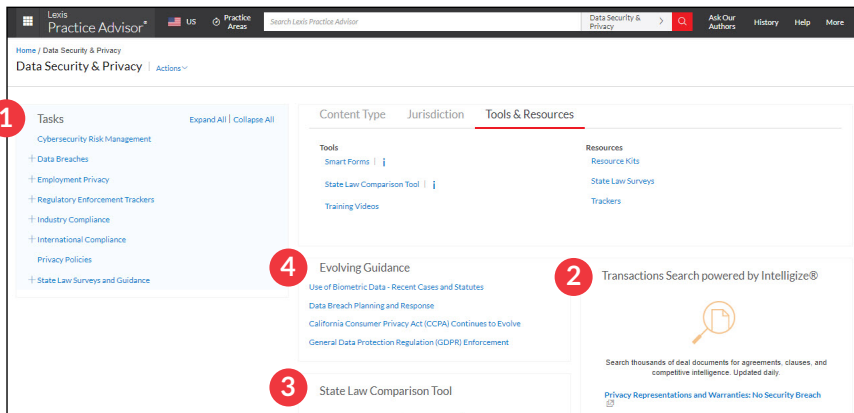 Lexis
Practice Advisor®
US
Practice Areas
Search Lexis Practice Advisor
Data Security & Privacy
Ask Our Authors
History
Help
More
Home / Data Security & Privacy
Data Security & Privacy | Actions
1
Tasks
Expand All | Collapse All
Cybersecurity Risk Management
+ Data Breaches
+ Employment Privacy
+ Regulatory Enforcement Trackers
+ Industry Compliance
+ International Compliance
Privacy Policies
+ State Law Surveys and Guidance
Content Type
Jurisdiction
Tools & Resources
Tools
Smart Forms | i
State Law Comparison Tool | i
Training Videos
Resources
Resource Kits
State Law Surveys
Trackers
4
Evolving Guidance
Use of Biometric Data - Recent Cases and Statutes
Data Breach Planning and Response
California Consumer Privacy Act (CCPA) Continues to Evolve
General Data Protection Regulation (GDPR) Enforcement
2
Transactions Search powered by Intelligize®
Search thousands of deal documents for agreements, clauses, and
competitive intelligence. Updated daily.
Privacy Representations and Warranties: No Security Breach
3
State Law Comparison Tool